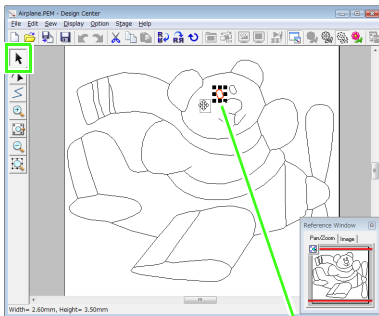 Airplane.PEM - Design Center
File Edit Sew Display Option Stage Help
Reference Window
Pan/Zoom Image
Width= 2.60mm, Height= 3.50mm